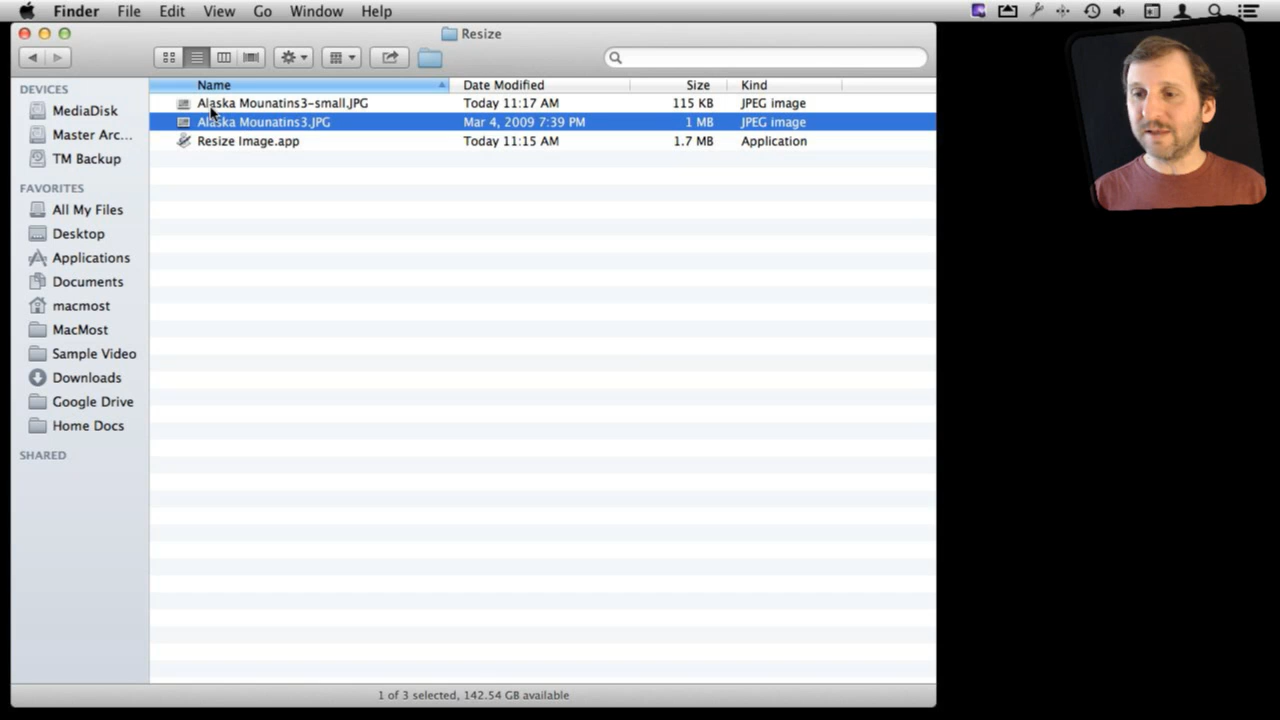 Finder File Edit View Go Window Help
Resize
DEVICES
MediaDisk
Master Arc...
TM Backup
FAVORITES
All My Files
Desktop
Applications
Documents
macmost
MacMost
Sample Video
Downloads
Google Drive
Home Docs
SHARED
Name Date Modified Size Kind
Alaska Mounatins3-small.JPG Today 11:17 AM 115 KB JPEG image
Alaska Mounatins3.JPG Mar 4, 2009 7:39 PM 1 MB JPEG image
Resize Image.app Today 11:15 AM 1.7 MB Application
1 of 3 selected, 142.54 GB available